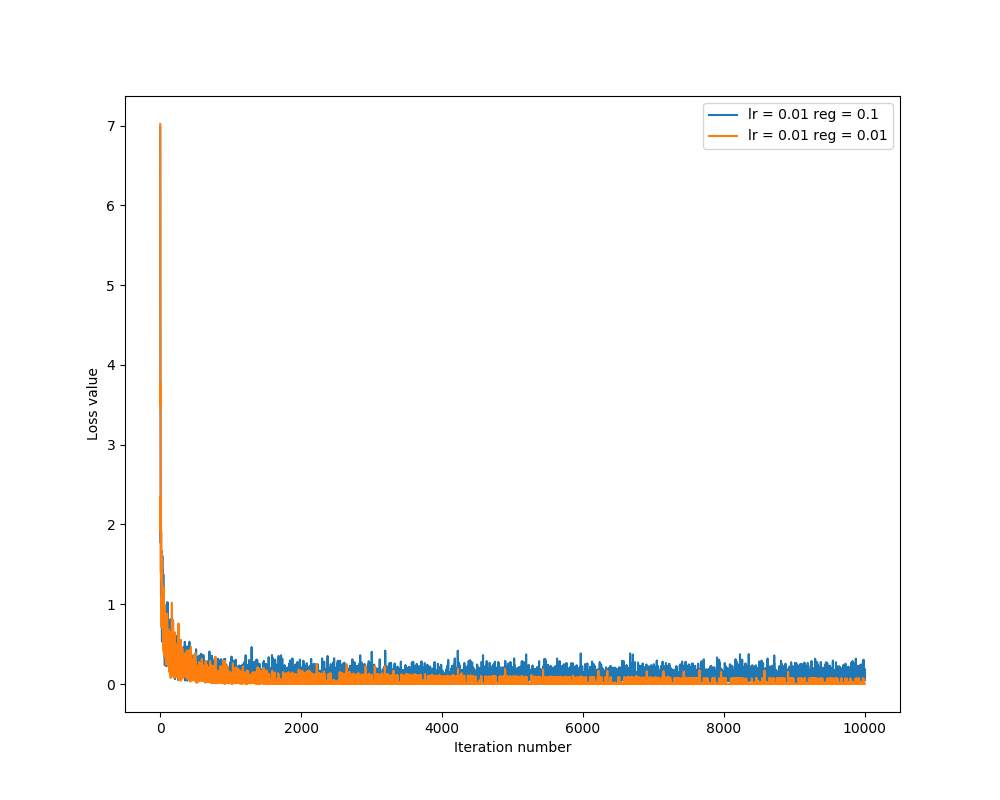 lr = 0.01 reg = 0.1
lr = 0.01 reg = 0.01
7
6
5
4
3
2
1
0
Loss value
0 2000 4000 6000 8000 10000
Iteration number